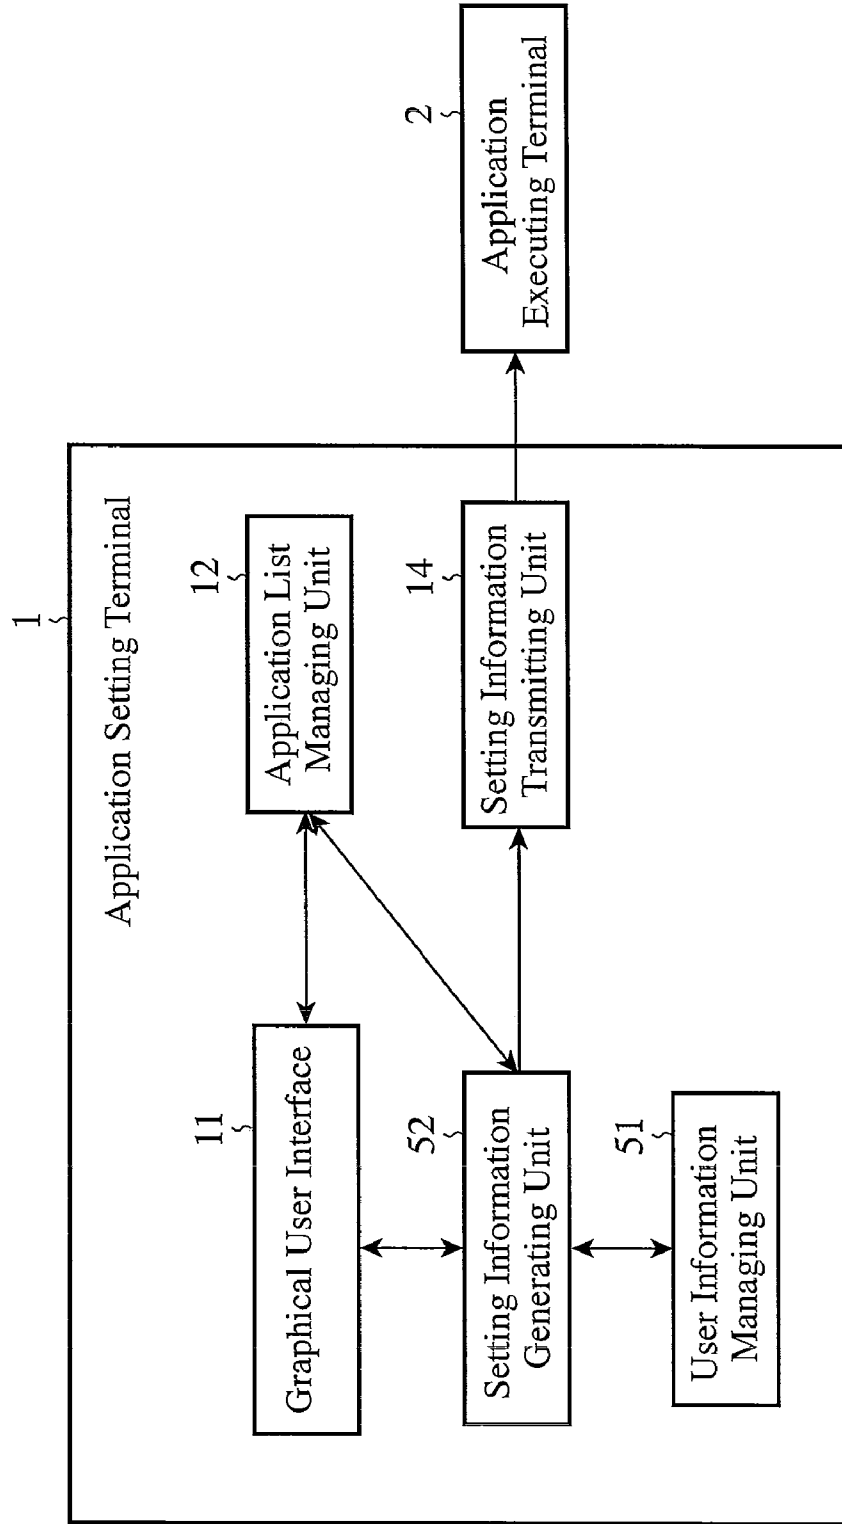 1
Application Setting Terminal
11
Graphical User Interface
12
Application List
Managing Unit
52
Setting Information
Generating Unit
14
Setting Information
Transmitting Unit
2
Application
Executing Terminal
51
User Information
Managing Unit